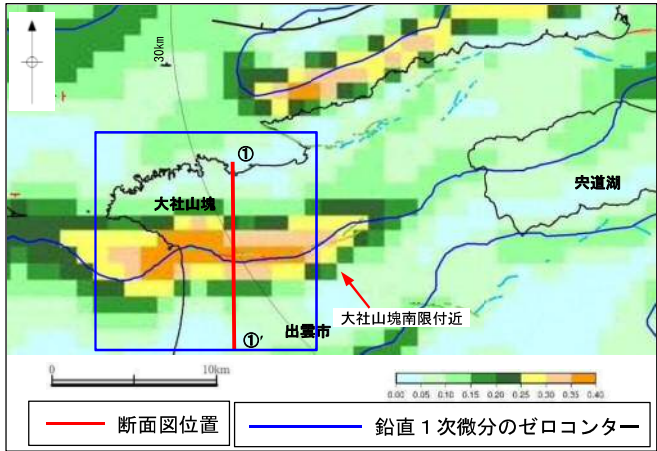 30km
①
大社山塊
宍道湖
大社山塊南限付近
出雲市
①’
0 10km
0.00 0.05 0.10 0.15 0.20 0.25 0.30 0.35 0.40
断面図位置
鉛直1次微分のゼロコンター